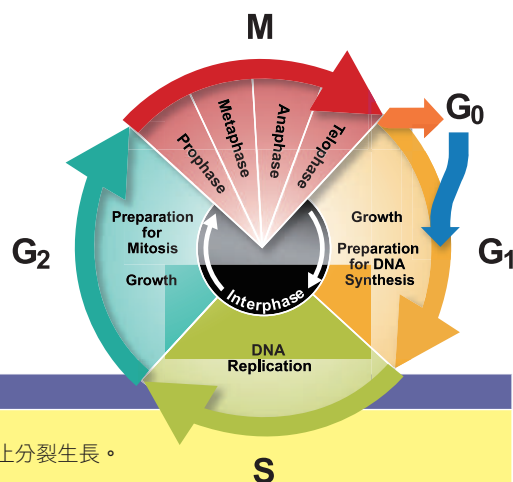 M
Prophase
Metaphase
Anaphase
Telophase
G0
G1
Growth
Preparation
for DNA
Synthesis
G2
Preparation
for
Mitosis
Growth
Interphase
DNA
Replication
S
止分裂生長。